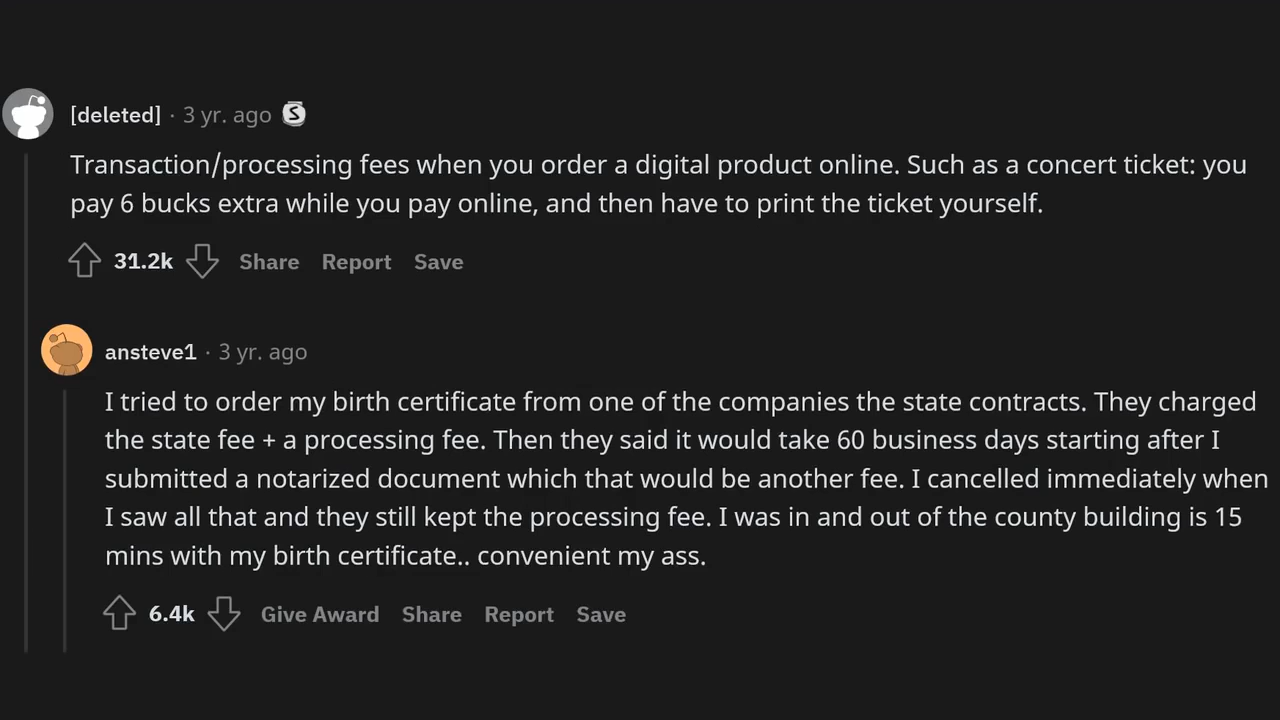 [deleted] · 3 yr. ago S
Transaction/processing fees when you order a digital product online. Such as a concert ticket: you
pay 6 bucks extra while you pay online, and then have to print the ticket yourself.
31.2k Share Report Save
ansteve1 · 3 yr. ago
I tried to order my birth certificate from one of the companies the state contracts. They charged
the state fee + a processing fee. Then they said it would take 60 business days starting after I
submitted a notarized document which that would be another fee. I cancelled immediately when
I saw all that and they still kept the processing fee. I was in and out of the county building is 15
mins with my birth certificate.. convenient my ass.
6.4k Give Award Share Report Save